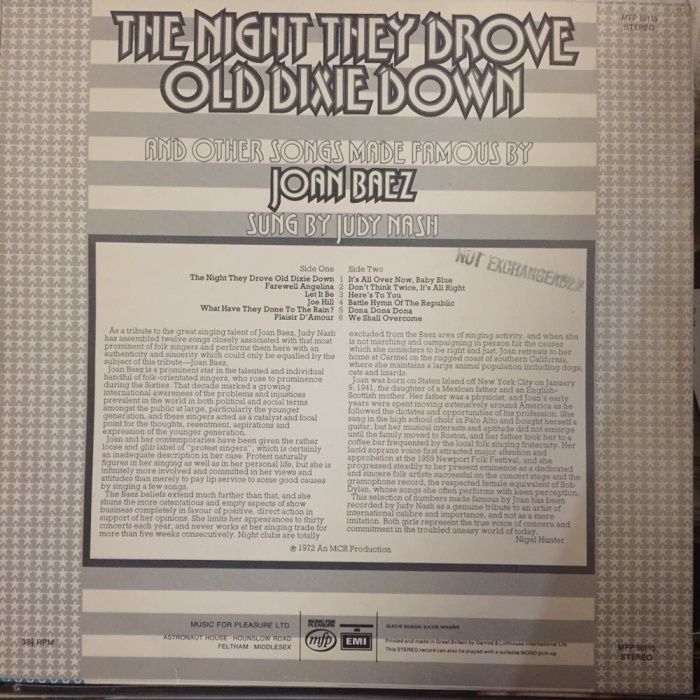 MFP 50115
STEREO
THE NIGHT THEY DROVE
OLD DIXIE DOWN
AND OTHER SONGS MADE FAMOUS BY
JOAN BAEZ
SUNG BY JUDY NASH
NOT EXCHANGEABLE
Side One Side Two
The Night They Drove Old Dixie Down 1 It's All Over Now, Baby Blue
Farewell Angelina 2 Don't Think Twice, It's All Right
Let It Be 3 Here's To You
Joe Hill 4 Battle Hymn Of The Republic
What Have They Done To The Rain? 5 Dona Dona Dona
Plaisir D'Amour 6 We Shall Overcome
As a tribute to the great singing talent of Joan Baez, Judy Nash
has assembled twelve songs closely associated with that most
prominent of folk singers and performs them here with an
authenticity and sincerity which could only be equalled by the
subject of this tribute—Joan Baez.
Joan Baez is a prominent star in the talented and individual
handful of folk-orientated singers, who rose to prominence
during the Sixties. That decade marked a growing
international awareness of the problems and injustices
prevalent in the world in both political and social terms
amongst the public at large, particularly the younger
generation, and these singers acted as a catalyst and focal
point for the thoughts, resentment, aspirations and
expression of the younger generation.
Joan and her contemporaries have been given the rather
loose and glib label of "protest singers", which is certainly
an inadequate description in her case. Protest naturally
figures in her singing as well as in her personal life, but she is
infinitely more involved and committed in her views and
attitudes than merely to pay lip service to some good causes
by singing a few songs.
The Baez beliefs extend much further than that, and she
shuns the more ostentatious and empty aspects of show
business completely in favour of positive, direct action in
support of her opinions. She limits her appearances to thirty
concerts each year, and never works at her singing trade for
more than five weeks consecutively. Night clubs are totally
excluded from the Baez area of singing activity, and when she
is not marching and campaigning in person for the causes
which she considers to be right and just, Joan retreats to her
home at Carmel on the rugged coast of southern California,
where she maintains a large animal population including dogs,
cats and lizards.
Joan was born on Staten Island off New York City on January
9, 1941, the daughter of a Mexican father and an English-
Scottish mother. Her father was a physicist, and Joan's early
years were spent moving extensively around America as he
followed the dictates and opportunities of his profession. She
sang in the high school choir in Palo Alto and bought herself a
guitar, but her musical interests and aptitude did not emerge
until the family moved to Boston, and her father took her to a
coffee bar frequented by the local folk singing fraternity. Her
lucid soprano voice first attracted major attention and
approbation at the 1959 Newport Folk Festival, and she
progressed steadily to her present eminence as a dedicated
and sincere folk artiste successful on the concert stage and the
gramophone record, the respected female equivalent of Bob
Dylan, whose songs she often performs with keen perception.
This selection of numbers made famous by Joan has been
recorded by Judy Nash as a genuine tribute to an artist of
international calibre and importance, and not as a mere
imitation. Both girls represent the true voice of concern and
commitment in the troubled uneasy world of today.
Nigel Hunter
℗ 1972 An MCR Production
33⅓ RPM
MUSIC FOR PLEASURE LTD.
ASTRONAUT HOUSE · HOUNSLOW ROAD
FELTHAM · MIDDLESEX
MUSIC FOR
PLEASURE
mfp
EMI
SLEEVE DESIGN: DAVID WHARIN
Printed and made in Great Britain by Garrod & Lofthouse International Ltd.
This STEREO record can also be played with a suitable MONO pick-up
MFP 50115
STEREO